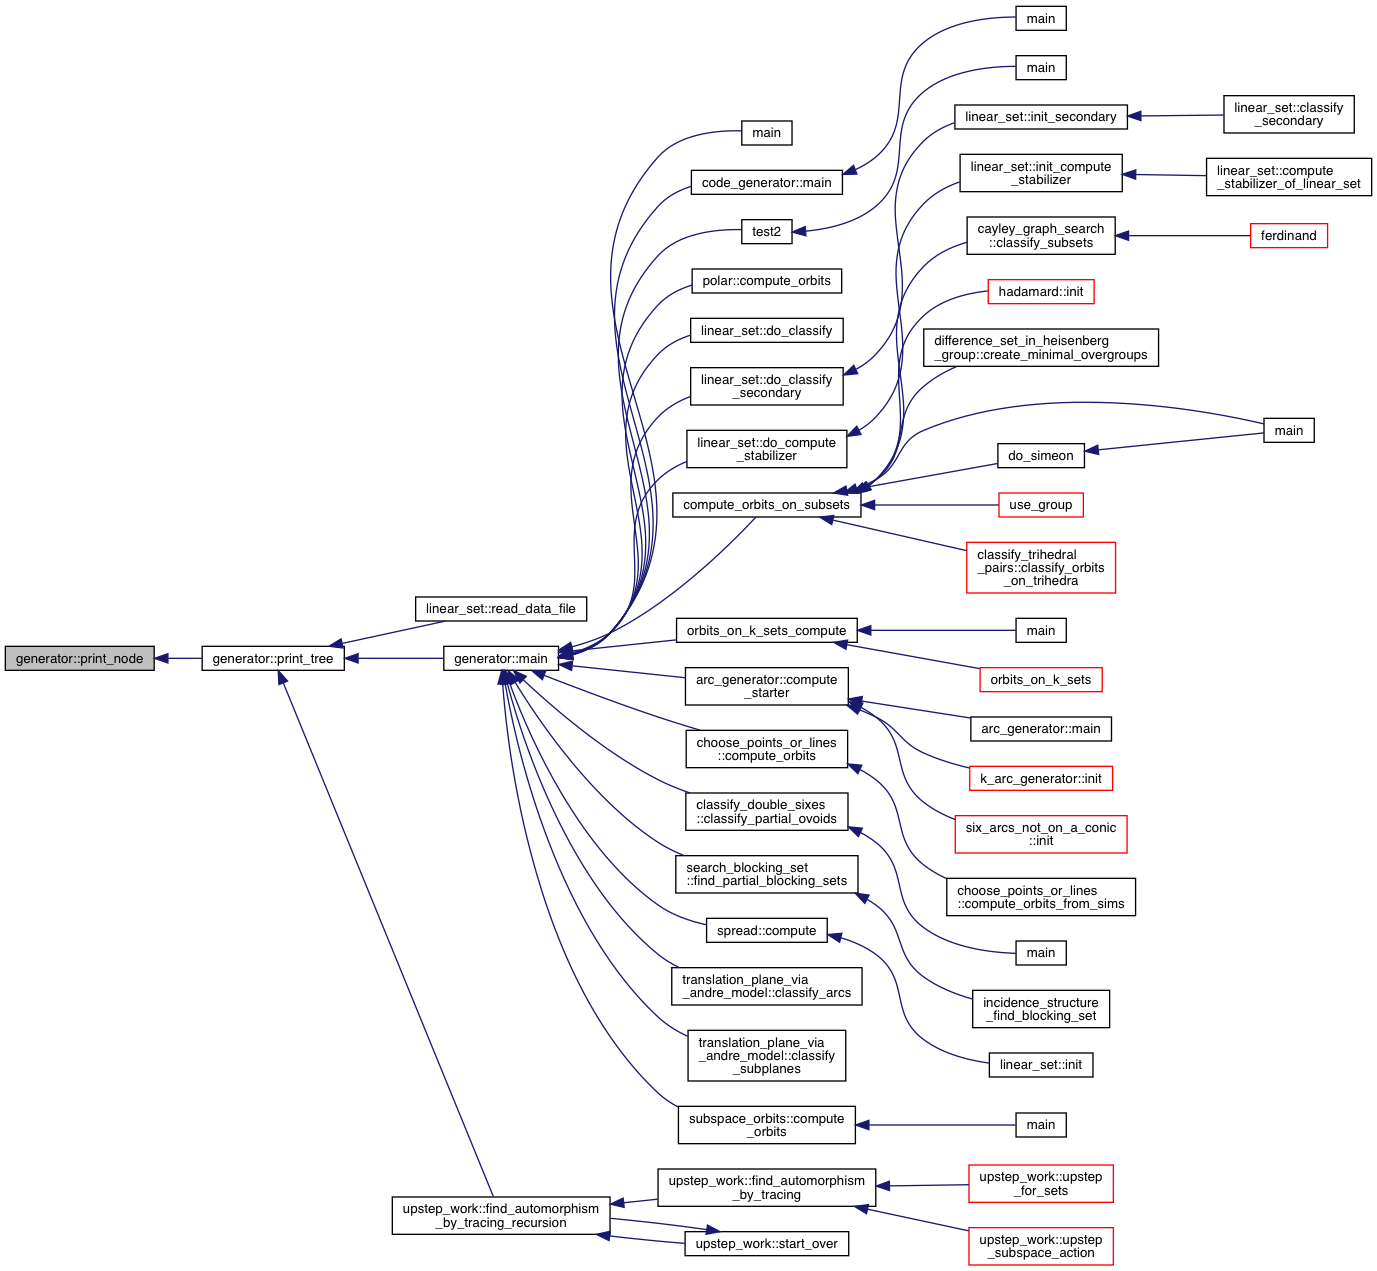 main
main
linear_set::init_secondary
linear_set::classify
_secondary
main
linear_set::init_compute
_stabilizer
linear_set::compute
_stabilizer_of_linear_set
code_generator::main
test2
cayley_graph_search
::classify_subsets
ferdinand
polar::compute_orbits
hadamard::init
linear_set::do_classify
difference_set_in_heisenberg
_group::create_minimal_overgroups
linear_set::do_classify
_secondary
main
linear_set::do_compute
_stabilizer
do_simeon
compute_orbits_on_subsets
use_group
classify_trihedral
_pairs::classify_orbits
_on_trihedra
linear_set::read_data_file
orbits_on_k_sets_compute
main
generator::print_node
generator::print_tree
generator::main
arc_generator::compute
_starter
orbits_on_k_sets
arc_generator::main
choose_points_or_lines
::compute_orbits
k_arc_generator::init
classify_double_sixes
::classify_partial_ovoids
six_arcs_not_on_a_conic
::init
search_blocking_set
::find_partial_blocking_sets
choose_points_or_lines
::compute_orbits_from_sims
spread::compute
main
translation_plane_via
_andre_model::classify_arcs
incidence_structure
_find_blocking_set
translation_plane_via
_andre_model::classify
_subplanes
linear_set::init
subspace_orbits::compute
_orbits
main
upstep_work::find_automorphism
_by_tracing
upstep_work::upstep
_for_sets
upstep_work::find_automorphism
_by_tracing_recursion
upstep_work::start_over
upstep_work::upstep
_subspace_action